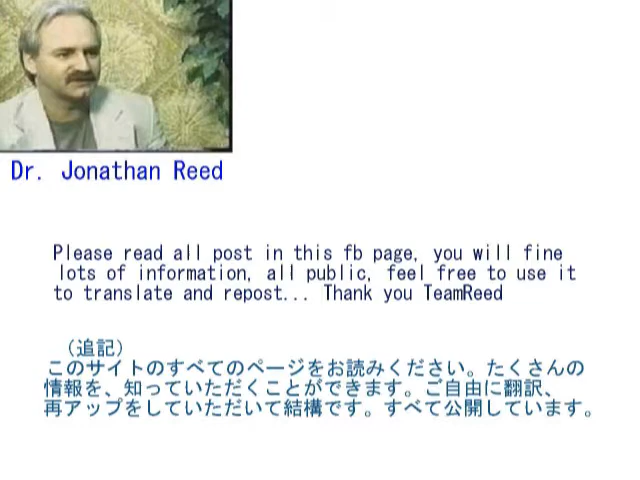 Dr. Jonathan Reed
Please read all post in this fb page, you will fine
lots of information, all public, feel free to use it
to translate and repost... Thank you TeamReed
（追記）
このサイトのすべてのページをお読みください。たくさんの
情報を、知っていただくことができます。ご自由に翻訳、
再アップをしていただいて結構です。すべて公開しています。